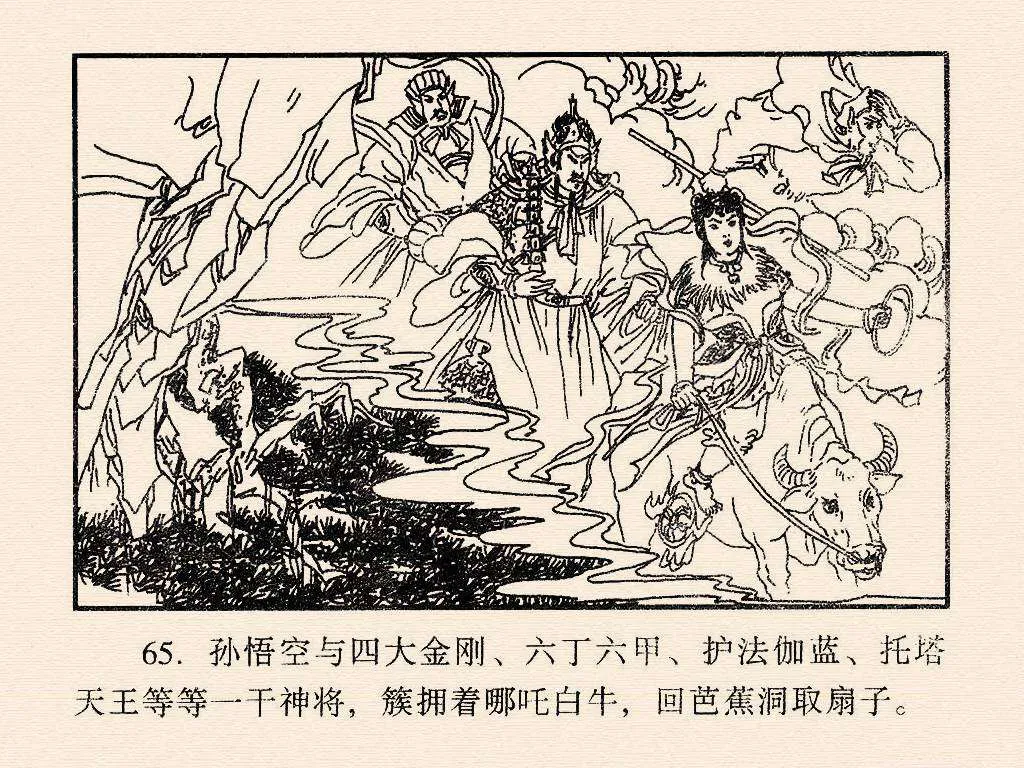 65. 孙悟空与四大金刚、六丁六甲、护法伽蓝、托塔
天王等等一干神将，簇拥着哪吒白牛，回芭蕉洞取扇子。